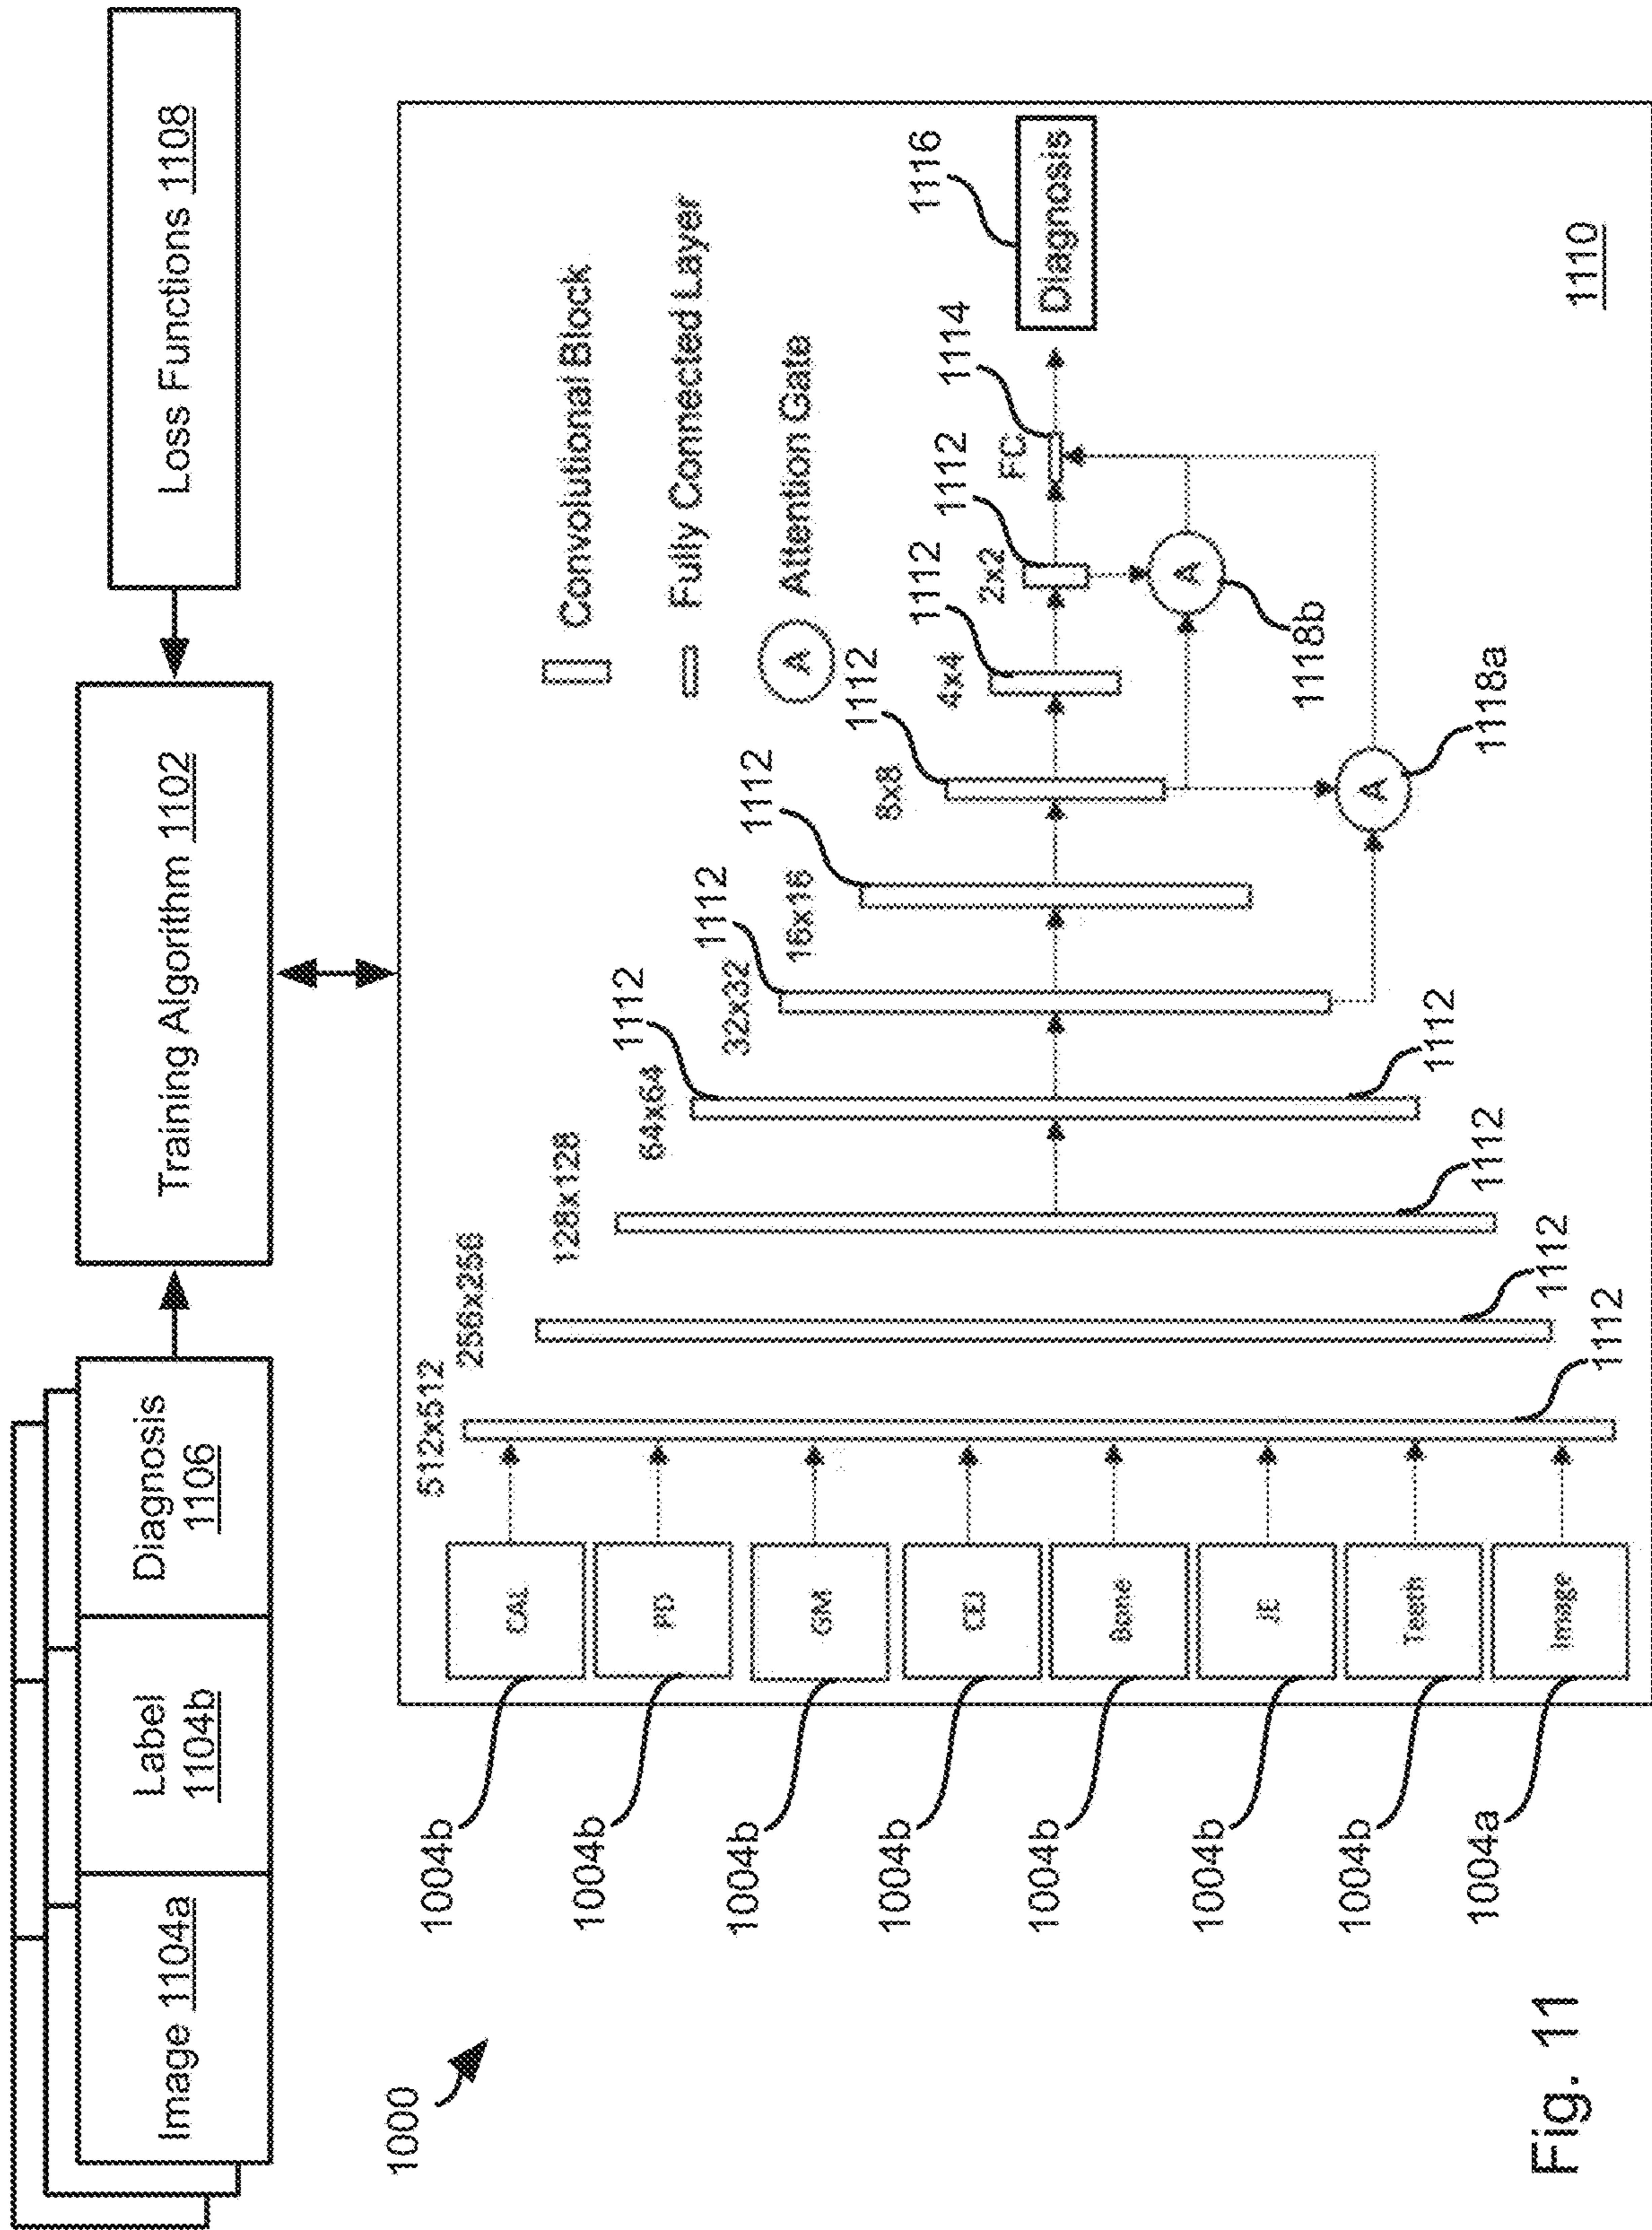 Image 1104a
Label
1104b
Diagnosis
1106
Training Algorithm 1102
Loss Functions 1108
1000
1004b
1004b
1004b
1004b
1004b
1004b
1004b
1004a
CAL
PD
GM
CEJ
Bone
JE
Teeth
Image
512x512
256x256
128x128
64x64
32x32
16x16
8x8
4x4
2x2
FC
1112
1112
1112
1112
1112
1112
1112
1112
1112
1112
1114
1116
Diagnosis
Convolutional Block
Fully Connected Layer
A
Attention Gate
A
1118b
A
1118a
1110
Fig. 11